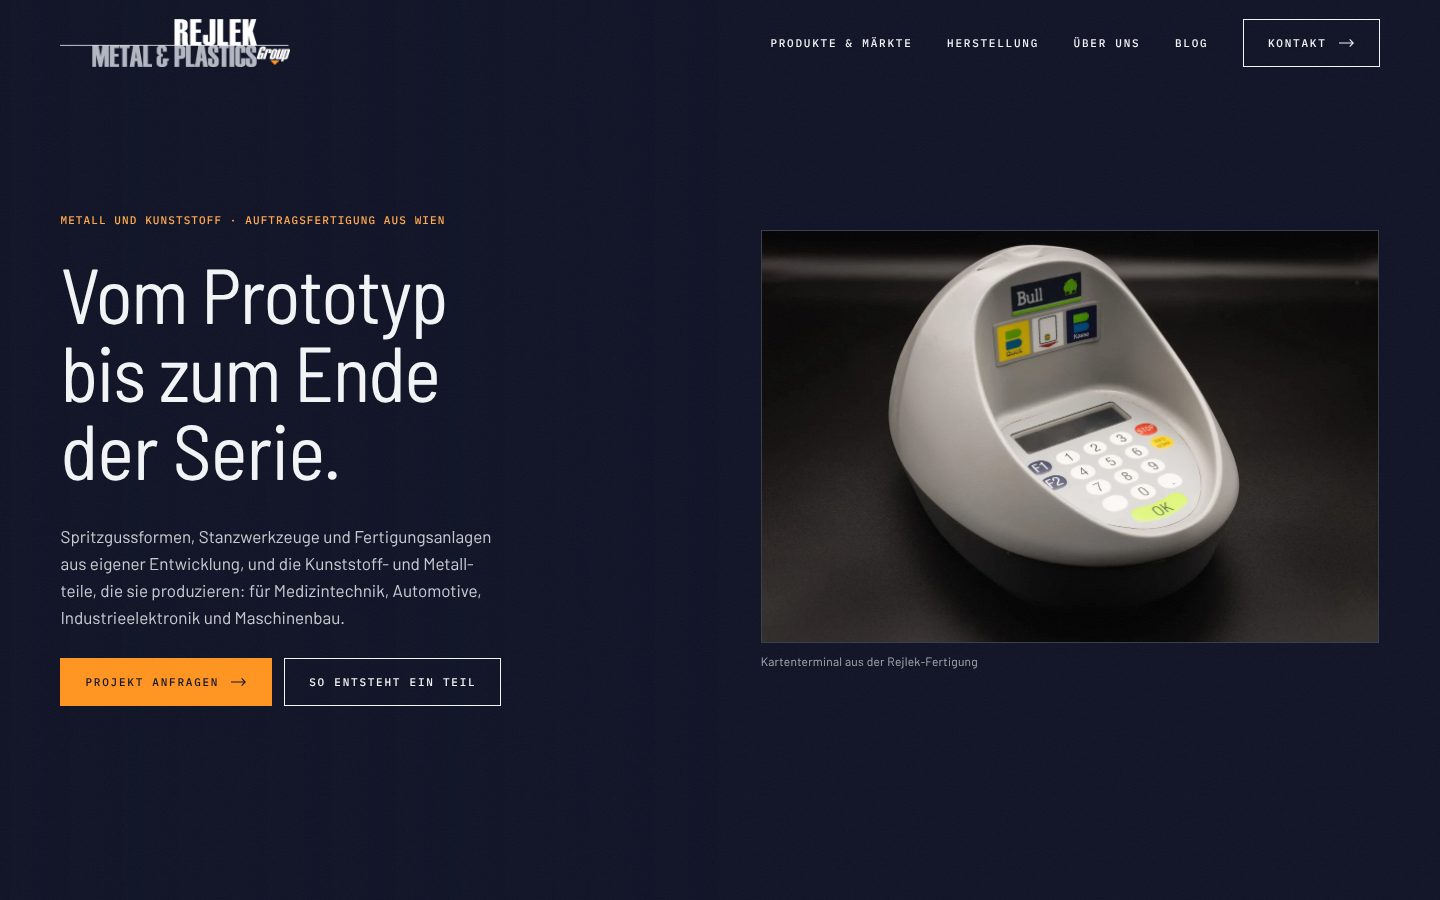 REJLEK
METAL & PLASTICS Group
PRODUKTE & MÄRKTE
HERSTELLUNG
ÜBER UNS
BLOG
KONTAKT
METALL UND KUNSTSTOFF · AUFTRAGSFERTIGUNG AUS WIEN
Vom Prototyp
bis zum Ende
der Serie.
Spritzgussformen, Stanzwerkzeuge und Fertigungsanlagen
aus eigener Entwicklung, und die Kunststoff- und Metall-
teile, die sie produzieren: für Medizintechnik, Automotive,
Industrieelektronik und Maschinenbau.
PROJEKT ANFRAGEN
SO ENTSTEHT EIN TEIL
Bull
Quick
Kasse
1 2 3 STOP
F1 4 5 6
F2 7 8 9
0 .
OK
Kartenterminal aus der Rejlek-Fertigung